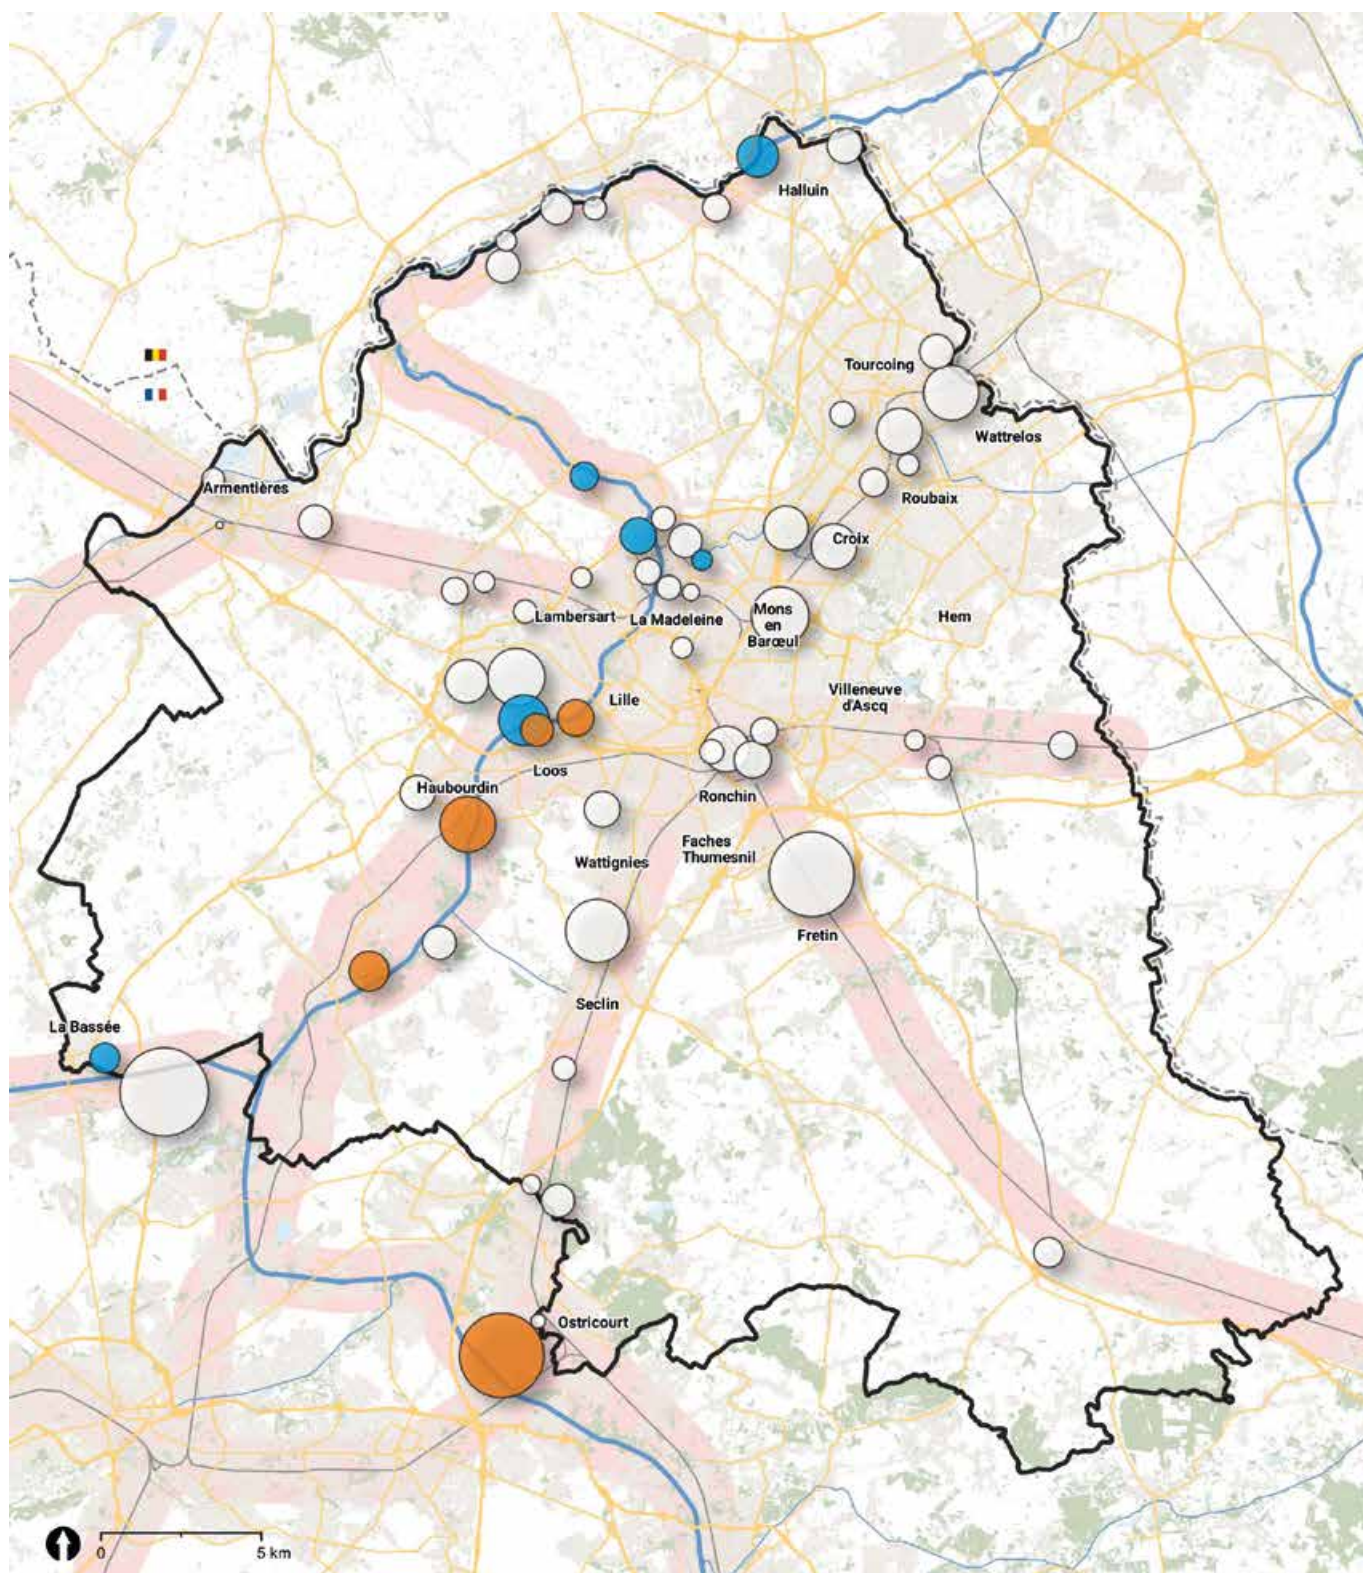 Halluin
Tourcoing
Wattrelos
Armentières
Roubaix
Croix
Lambersart
La Madeleine
Mons
en
Barœul
Hem
Villeneuve
d'Ascq
Lille
Loos
Haubourdin
Ronchin
Faches
Thumesnil
Wattignies
Fretin
Seclin
La Bassée
Ostricourt
0
5 km